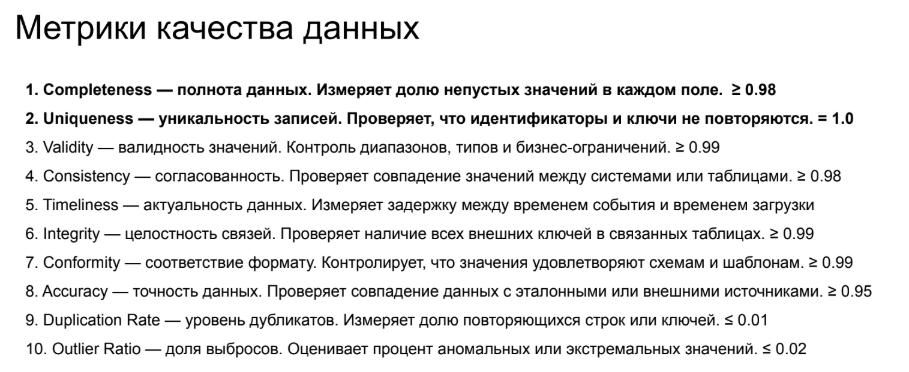 Метрики качества данных
1. Completeness — полнота данных. Измеряет долю непустых значений в каждом поле. ≥ 0.98
2. Uniqueness — уникальность записей. Проверяет, что идентификаторы и ключи не повторяются. = 1.0
3. Validity — валидность значений. Контроль диапазонов, типов и бизнес-ограничений. ≥ 0.99
4. Consistency — согласованность. Проверяет совпадение значений между системами или таблицами. ≥ 0.98
5. Timeliness — актуальность данных. Измеряет задержку между временем события и временем загрузки
6. Integrity — целостность связей. Проверяет наличие всех внешних ключей в связанных таблицах. ≥ 0.99
7. Conformity — соответствие формату. Контролирует, что значения удовлетворяют схемам и шаблонам. ≥ 0.99
8. Accuracy — точность данных. Проверяет совпадение данных с эталонными или внешними источниками. ≥ 0.95
9. Duplication Rate — уровень дубликатов. Измеряет долю повторяющихся строк или ключей. ≤ 0.01
10. Outlier Ratio — доля выбросов. Оценивает процент аномальных или экстремальных значений. ≤ 0.02